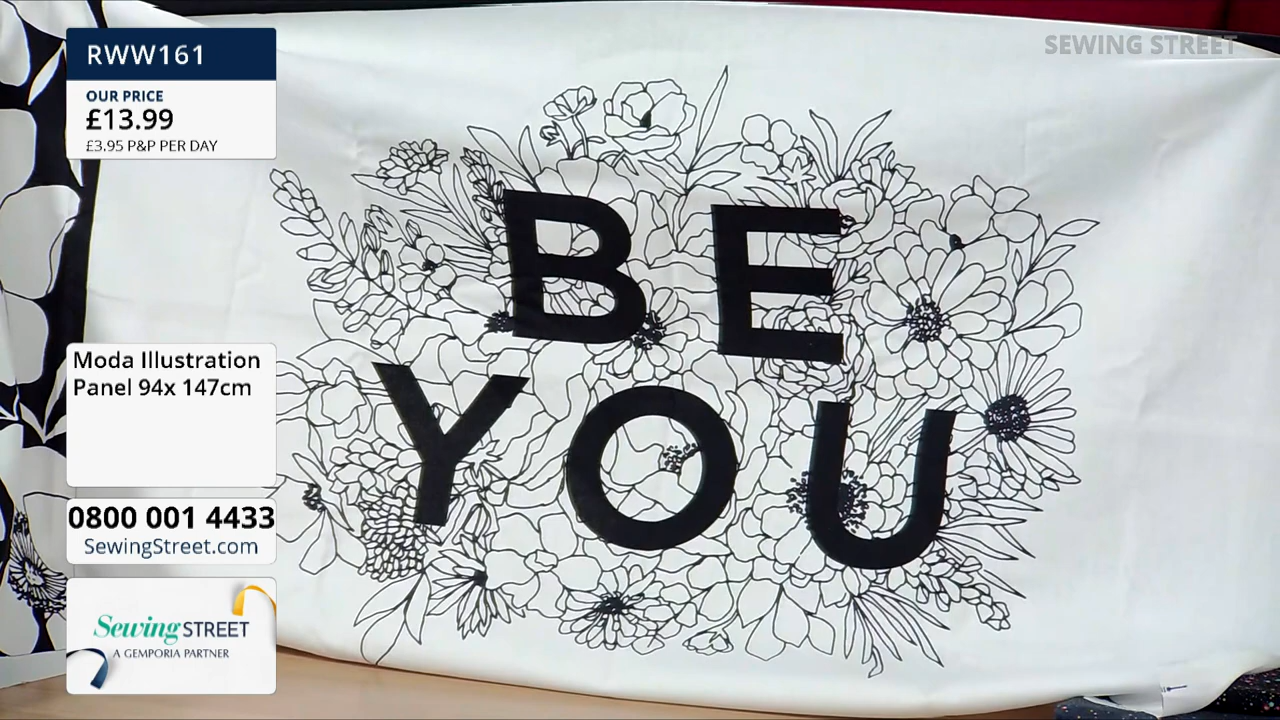 RWW161
OUR PRICE
£13.99
£3.95 P&P PER DAY
SEWING STREET
BE
YOU
Moda Illustration
Panel 94x 147cm
0800 001 4433
SewingStreet.com
Sewing STREET
A GEMPORIA PARTNER